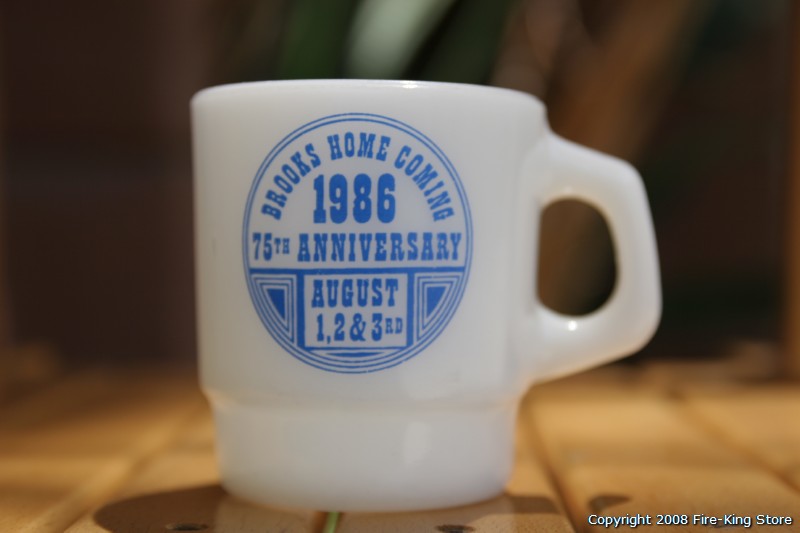 BROOKS HOME COMING
1986
75TH ANNIVERSARY
AUGUST
1,2 & 3RD
Copyright 2008 Fire-King Store